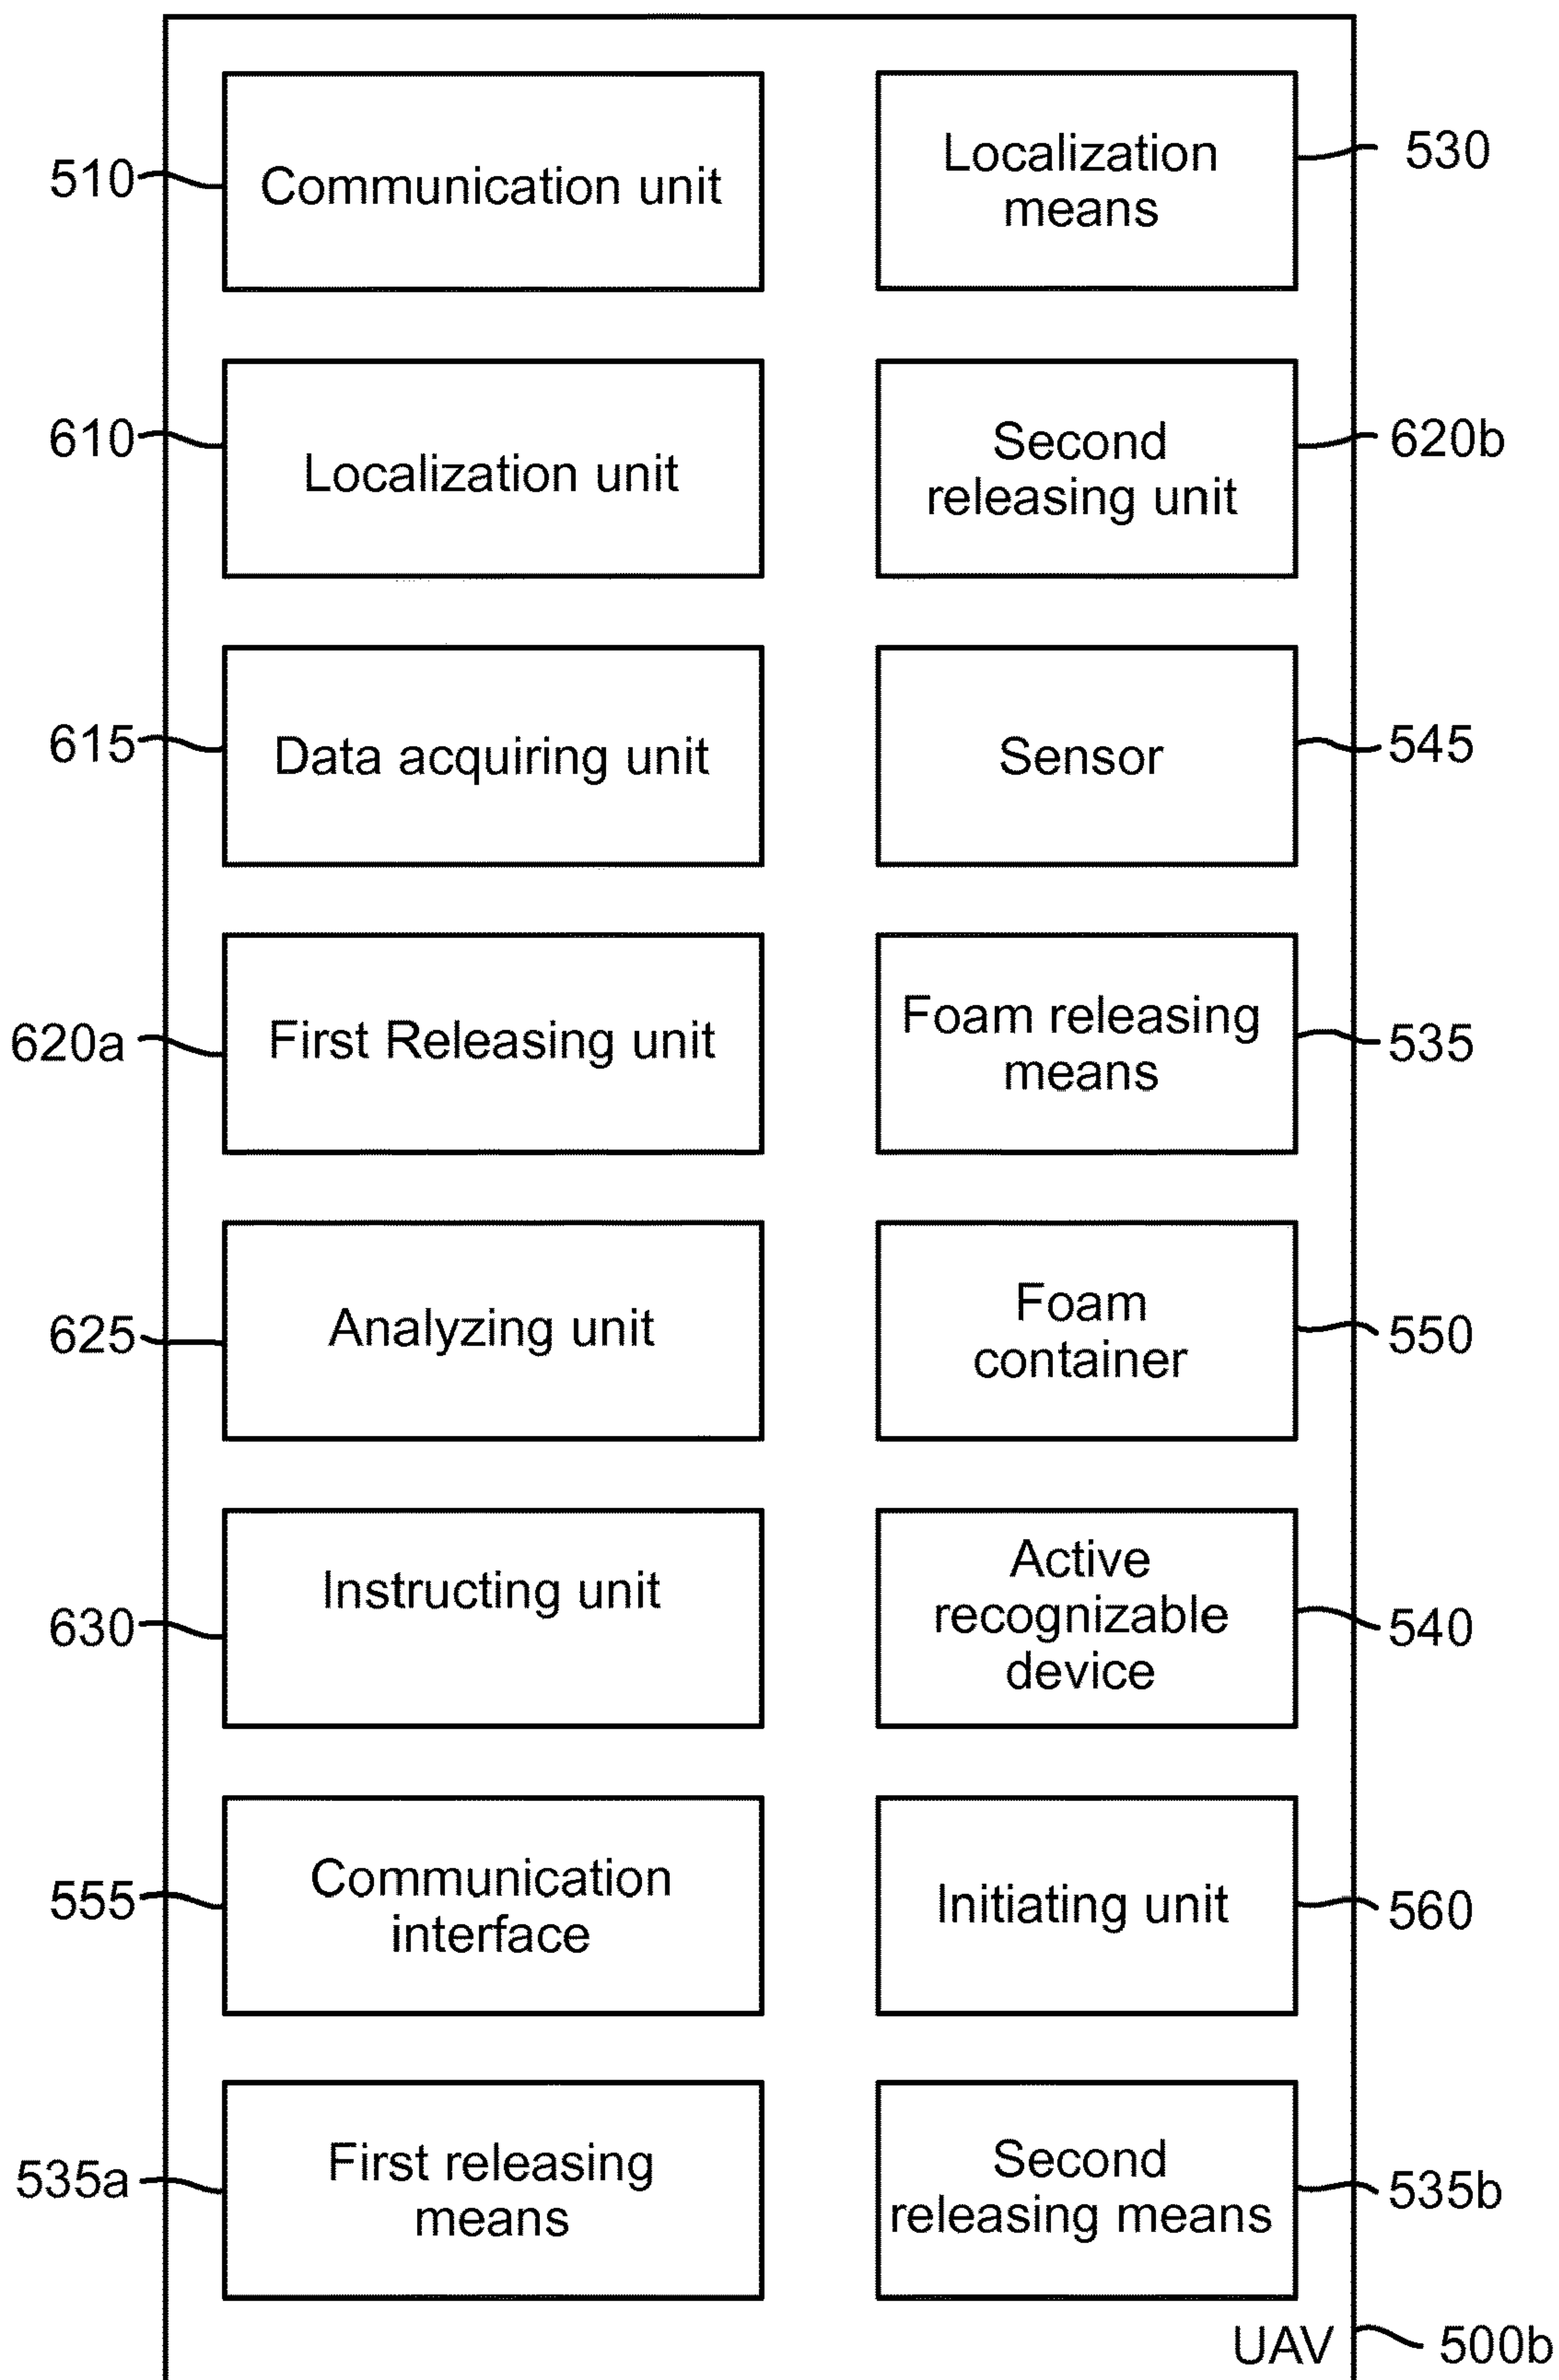 510
Communication unit
Localization
means
530
610
Localization unit
Second
releasing unit
620b
615
Data acquiring unit
Sensor
545
620a
First Releasing unit
Foam releasing
means
535
625
Analyzing unit
Foam
container
550
630
Instructing unit
Active
recognizable
device
540
555
Communication
interface
Initiating unit
560
535a
First releasing
means
Second
releasing means
535b
UAV
500b